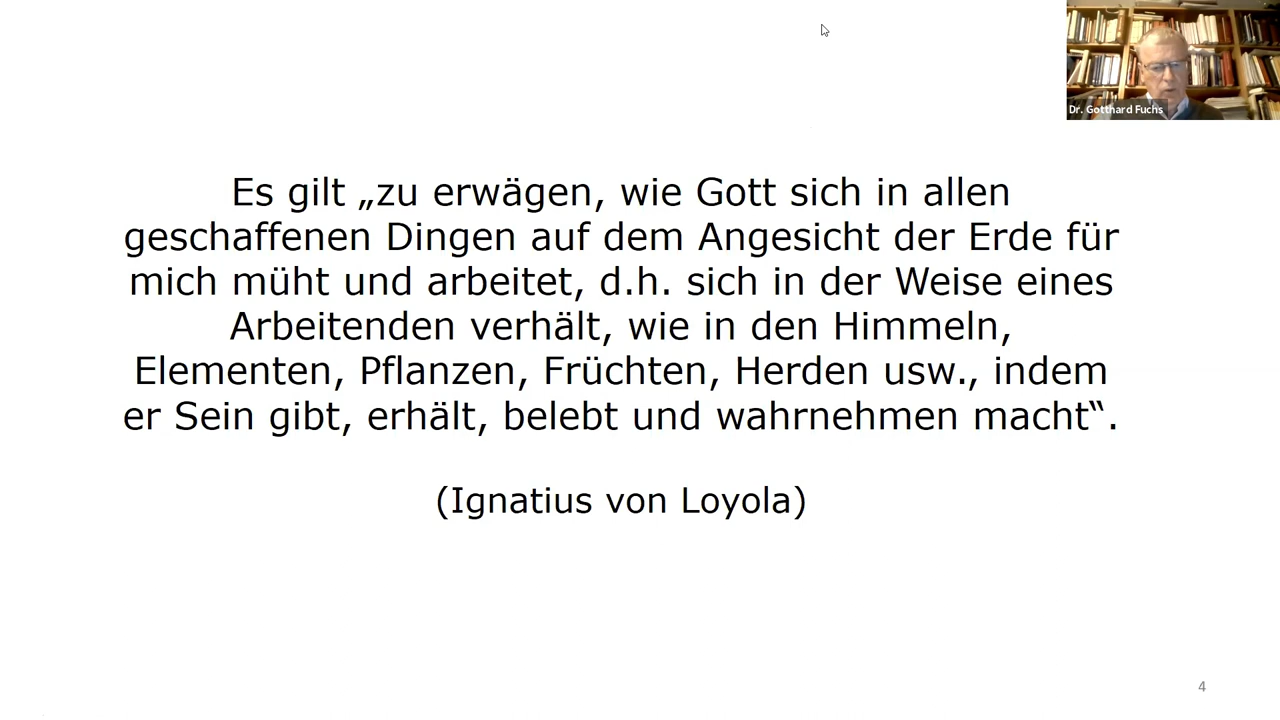 Dr. Gotthard Fuchs
Es gilt „zu erwägen, wie Gott sich in allen
geschaffenen Dingen auf dem Angesicht der Erde für
mich müht und arbeitet, d.h. sich in der Weise eines
Arbeitenden verhält, wie in den Himmeln,
Elementen, Pflanzen, Früchten, Herden usw., indem
er Sein gibt, erhält, belebt und wahrnehmen macht“.
(Ignatius von Loyola)
4